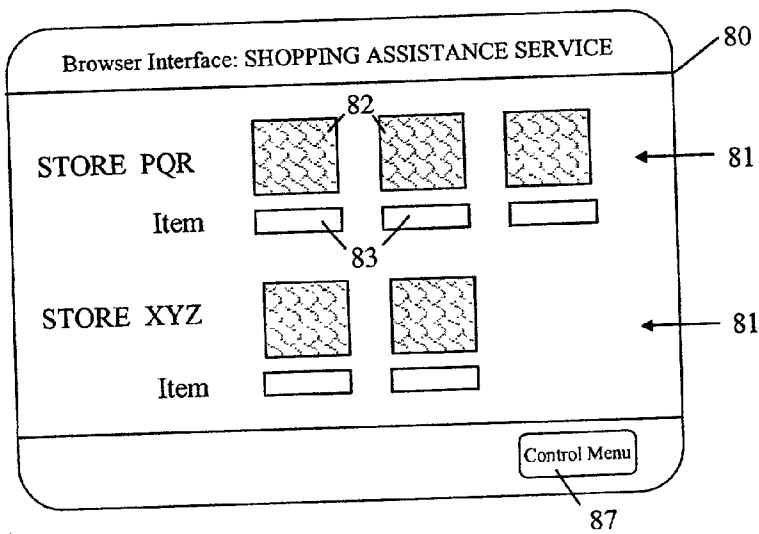 80
Browser Interface: SHOPPING ASSISTANCE SERVICE
82
STORE PQR
81
Item
83
STORE XYZ
81
Item
Control Menu
87